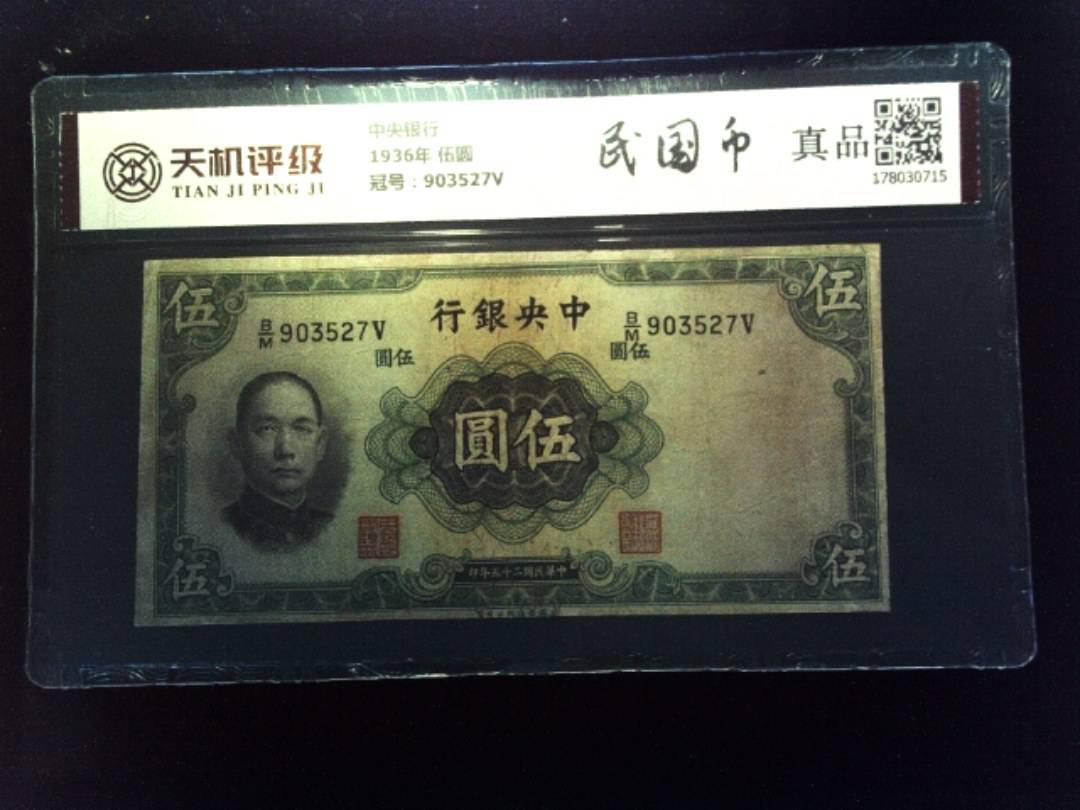 天机评级
TIAN JI PING JI
中央银行
1936年 伍圆
冠号：903527V
民国币
真品
178030715
伍
伍
行銀央中
B/M 903527V
B/M 903527V
圓伍
圓伍
圓伍
伍
伍
印年五十二國民華中